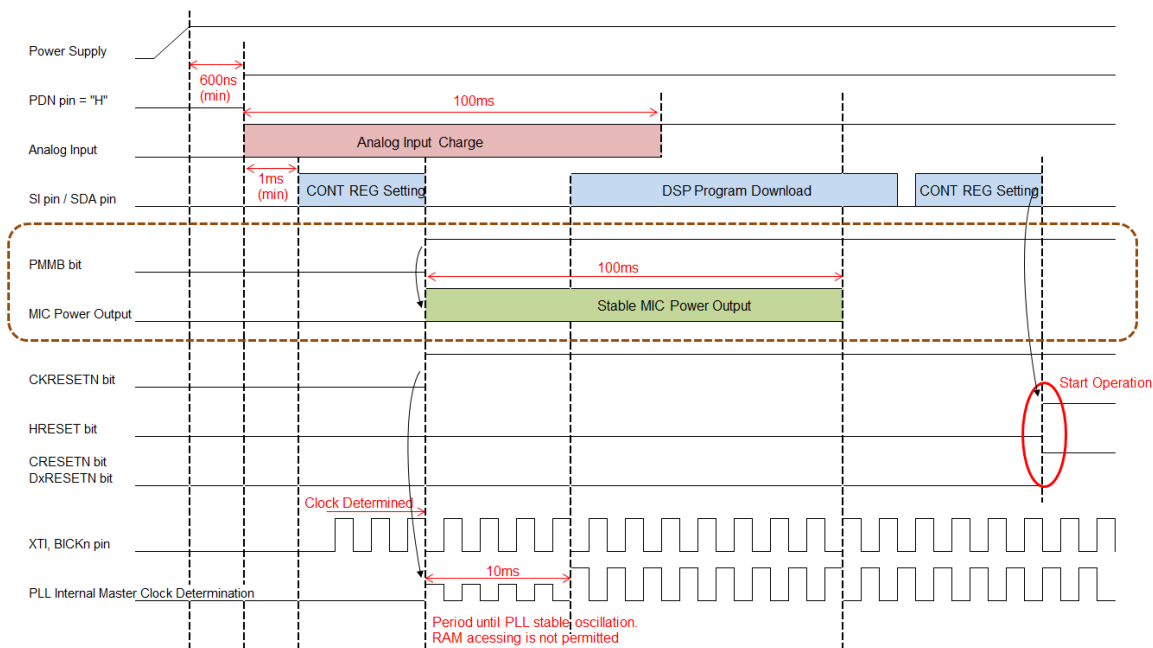 Power Supply
600ns
(min)
PDN pin = "H"
100ms
Analog Input Charge
Analog Input
1ms
(min)
CONT REG Setting
DSP Program Download
CONT REG Setting
SI pin / SDA pin
PMMB bit
100ms
Stable MIC Power Output
MIC Power Output
CKRESETN bit
Start Operation
HRESET bit
CRESETN bit
DxRESETN bit
Clock Determined
XTI, BICKn pin
10ms
PLL Internal Master Clock Determination
Period until PLL stable oscillation.
RAM acessing is not permitted